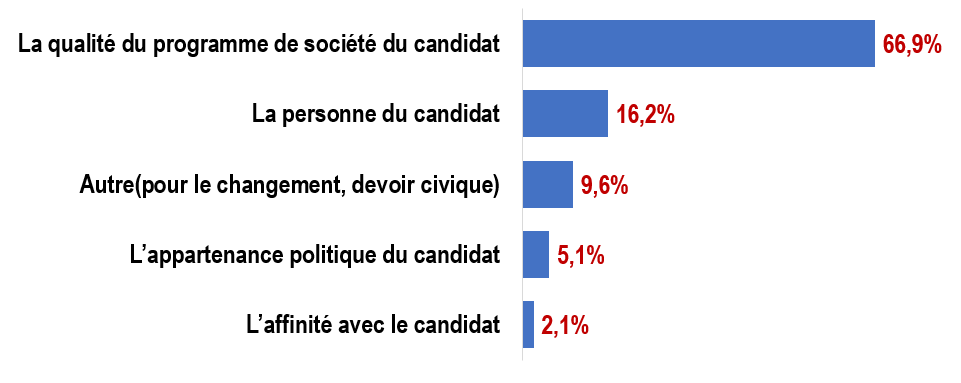 La qualité du programme de société du candidat 66,9%
La personne du candidat 16,2%
Autre(pour le changement, devoir civique) 9,6%
L’appartenance politique du candidat 5,1%
L’affinité avec le candidat 2,1%